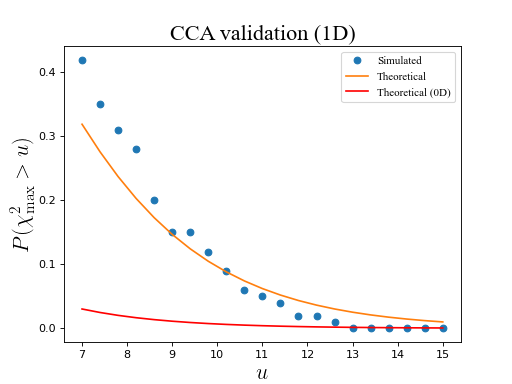 CCA validation (1D)
Simulated
Theoretical
Theoretical (0D)
0.4
0.3
0.2
0.1
0.0
P(χ²max > u)
7 8 9 10 11 12 13 14 15
u